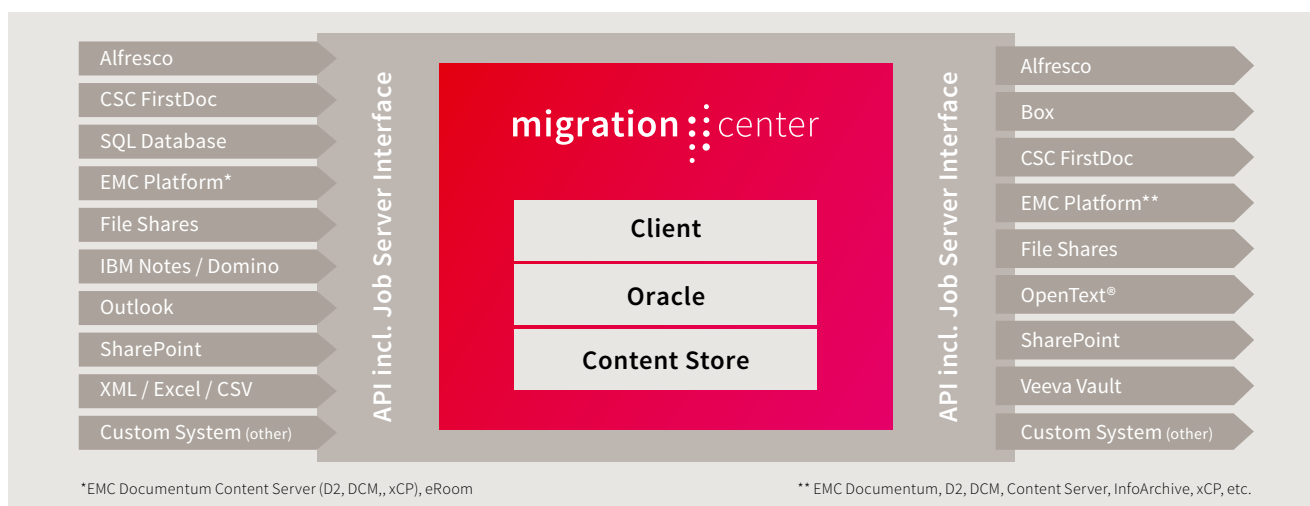 Alfresco
CSC FirstDoc
SQL Database
EMC Platform*
File Shares
IBM Notes / Domino
Outlook
SharePoint
XML / Excel / CSV
Custom System (other)
API incl. Job Server Interface
migration center
Client
Oracle
Content Store
API incl. Job Server Interface
Alfresco
Box
CSC FirstDoc
EMC Platform**
File Shares
OpenText®
SharePoint
Veeva Vault
Custom System (other)
*EMC Documentum Content Server (D2, DCM,, xCP), eRoom
** EMC Documentum, D2, DCM, Content Server, InfoArchive, xCP, etc.